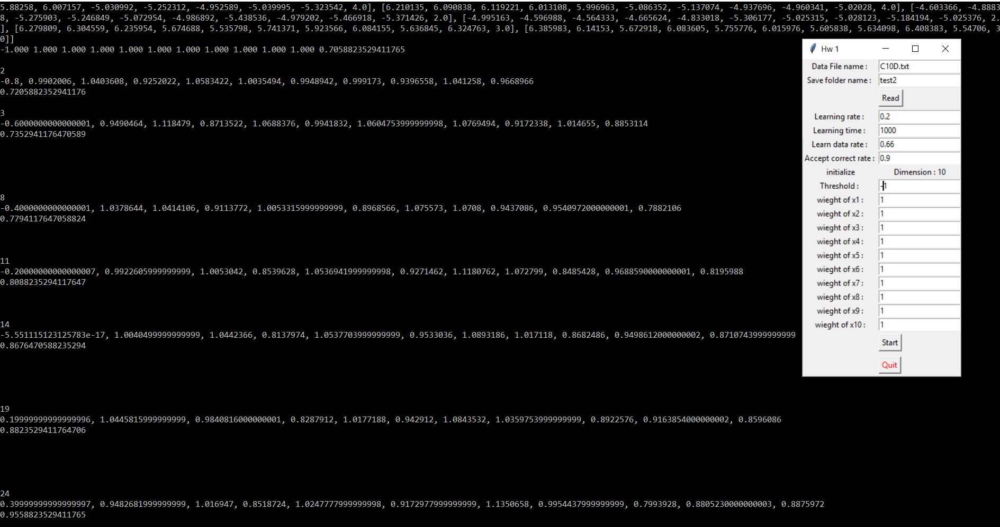 5.88258, 6.007157, -5.030992, -5.252312, -4.952589, -5.039995, -5.323542, 4.0], [6.210135, 6.090838, 6.119221, 6.013108, 5.996963, -5.086352, -5.137074, -4.937696, -4.960341, -5.02028, 4.0], [-4.603366, -4.8883
8, -5.275903, -5.246849, -5.072954, -4.986892, -5.438536, -4.979202, -5.466918, -5.371426, 2.0], [-4.995163, -4.596988, -4.564333, -4.665624, -4.833018, -5.306177, -5.025315, -5.028123, -5.184194, -5.025376, 2.
], [6.279809, 6.304559, 6.235954, 5.674688, 5.535798, 5.741371, 5.923566, 6.084155, 5.636845, 6.324763, 3.0], [6.385983, 6.14153, 5.672918, 6.083605, 5.755776, 6.015976, 5.605838, 5.634098, 6.408383, 5.54706, 3
0]]
-1.000 1.000 1.000 1.000 1.000 1.000 1.000 1.000 1.000 1.000 1.000 0.7058823529411765
2
-0.8, 0.9902006, 1.0403608, 0.9252022, 1.0583422, 1.0035494, 0.9948942, 0.999173, 0.9396558, 1.041258, 0.9668966
0.7205882352941176
3
-0.6000000000000001, 0.9490464, 1.118479, 0.8713522, 1.0688376, 0.9941832, 1.0604753999999998, 1.0769494, 0.9172338, 1.014655, 0.8853114
0.7352941176470589
8
-0.4000000000000001, 1.0378644, 1.0414106, 0.9113772, 1.0053315999999999, 0.8968566, 1.075573, 1.0708, 0.9437086, 0.9540972000000001, 0.7882106
0.7794117647058824
11
-0.20000000000000007, 0.9922605999999999, 1.0053042, 0.8539628, 1.0536941999999998, 0.9271462, 1.1180762, 1.072799, 0.8485428, 0.9688590000000001, 0.8195988
0.8088235294117647
14
-5.551115123125783e-17, 1.0040499999999999, 1.0442366, 0.8137974, 1.0537703999999999, 0.9533036, 1.0893186, 1.017118, 0.8682486, 0.9498612000000002, 0.8710743999999999
0.8676470588235294
19
0.19999999999999996, 1.0445815999999999, 0.9840816000000001, 0.8287912, 1.0177188, 0.942912, 1.0843532, 1.0359753999999999, 0.8922576, 0.9163854000000002, 0.8596086
0.8823529411764706
24
0.39999999999999997, 0.9482681999999999, 1.016947, 0.8518724, 1.0247777999999998, 0.9172977999999999, 1.1350658, 0.9954437999999999, 0.7993928, 0.8805230000000003, 0.8875972
0.9558823529411765
Hw 1
Data File name : C10D.txt
Save folder name : test2
Read
Learning rate : 0.2
Learning time : 1000
Learn data rate : 0.66
Accept correct rate : 0.9
initialize Dimension : 10
Threshold : -1
wieght of x1 : 1
wieght of x2 : 1
wieght of x3 : 1
wieght of x4 : 1
wieght of x5 : 1
wieght of x6 : 1
wieght of x7 : 1
wieght of x8 : 1
wieght of x9 : 1
wieght of x10 : 1
Start
Quit